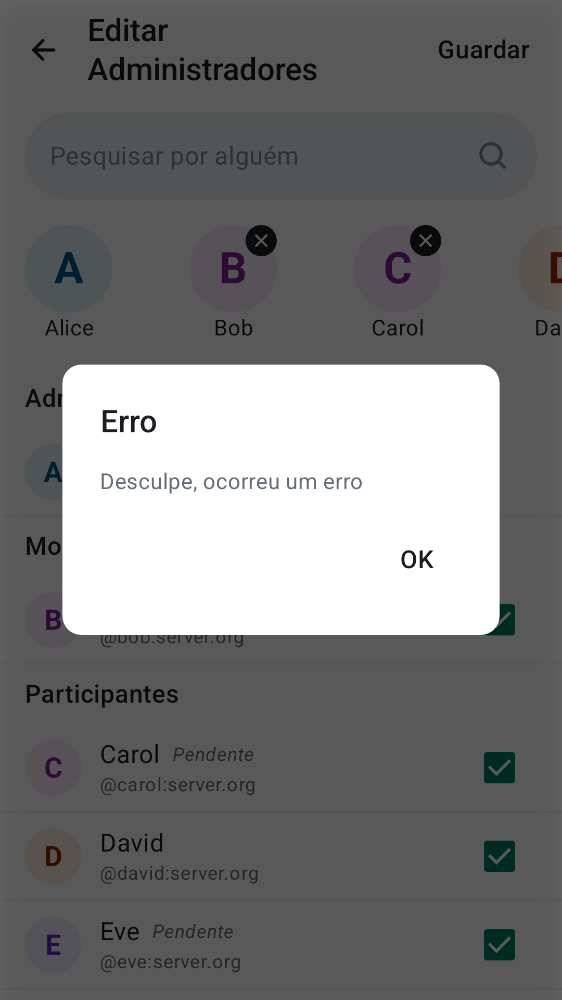 Editar
Administradores
Guardar
Pesquisar por alguém
A
B
C
D
Alice
Bob
Carol
Da
Adr
A
Erro
Desculpe, ocorreu um erro
OK
Mo
B
@bob:server.org
Participantes
C
Carol Pendente
@carol:server.org
D
David
@david:server.org
E
Eve Pendente
@eve:server.org